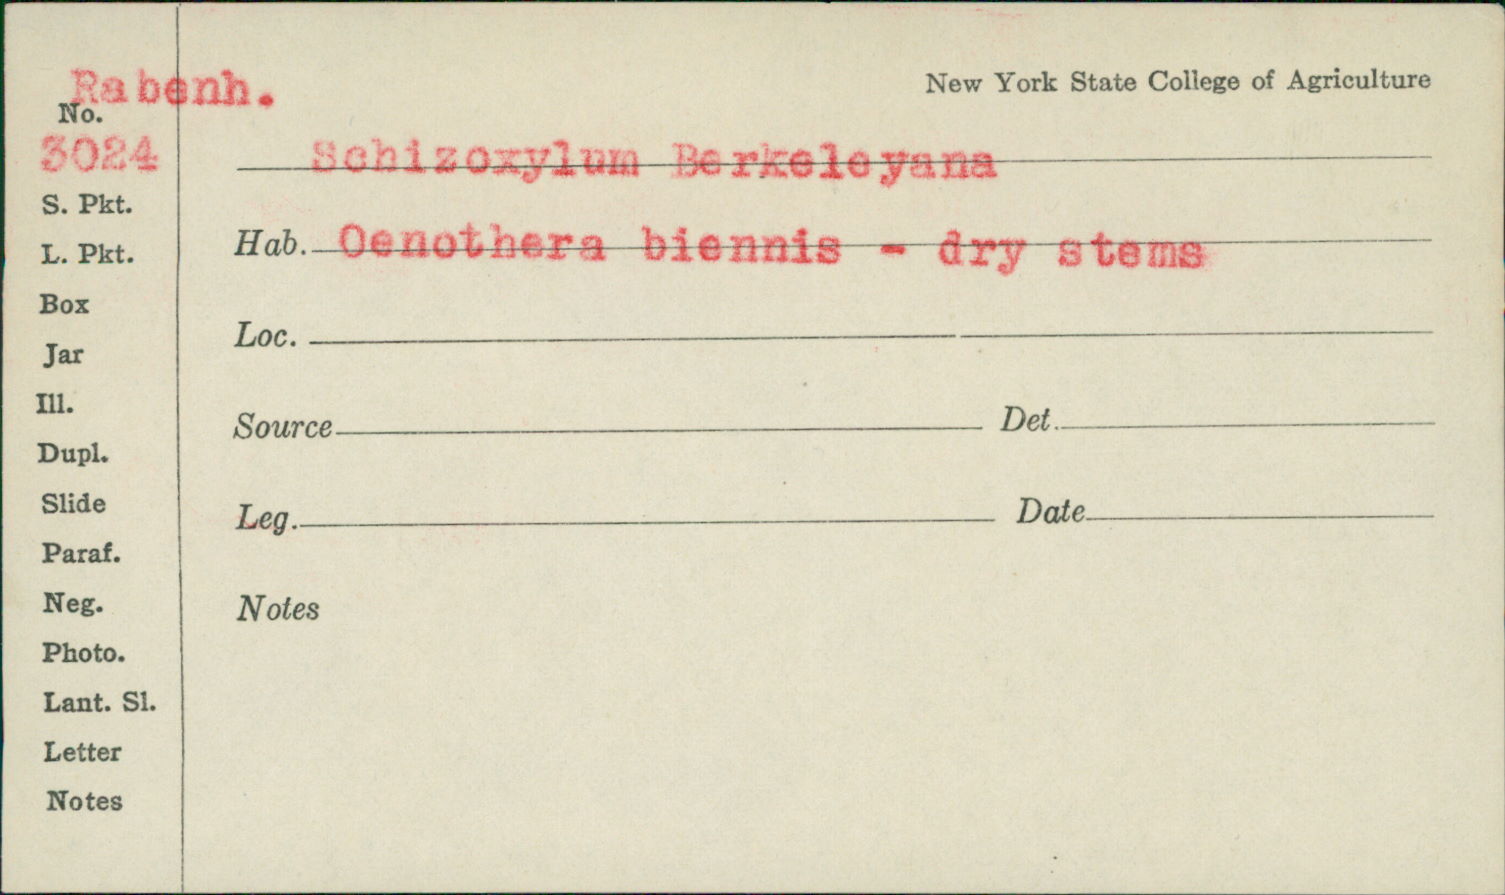 Rabenh.
New York State College of Agriculture
No.
3024
Schizoxylum Berkeleyana
S. Pkt.
Hab. Oenothera biennis - dry stems
L. Pkt.
Box
Loc.
Jar
Ill.
Source Det.
Dupl.
Slide
Leg. Date
Paraf.
Neg.
Notes
Photo.
Lant. Sl.
Letter
Notes